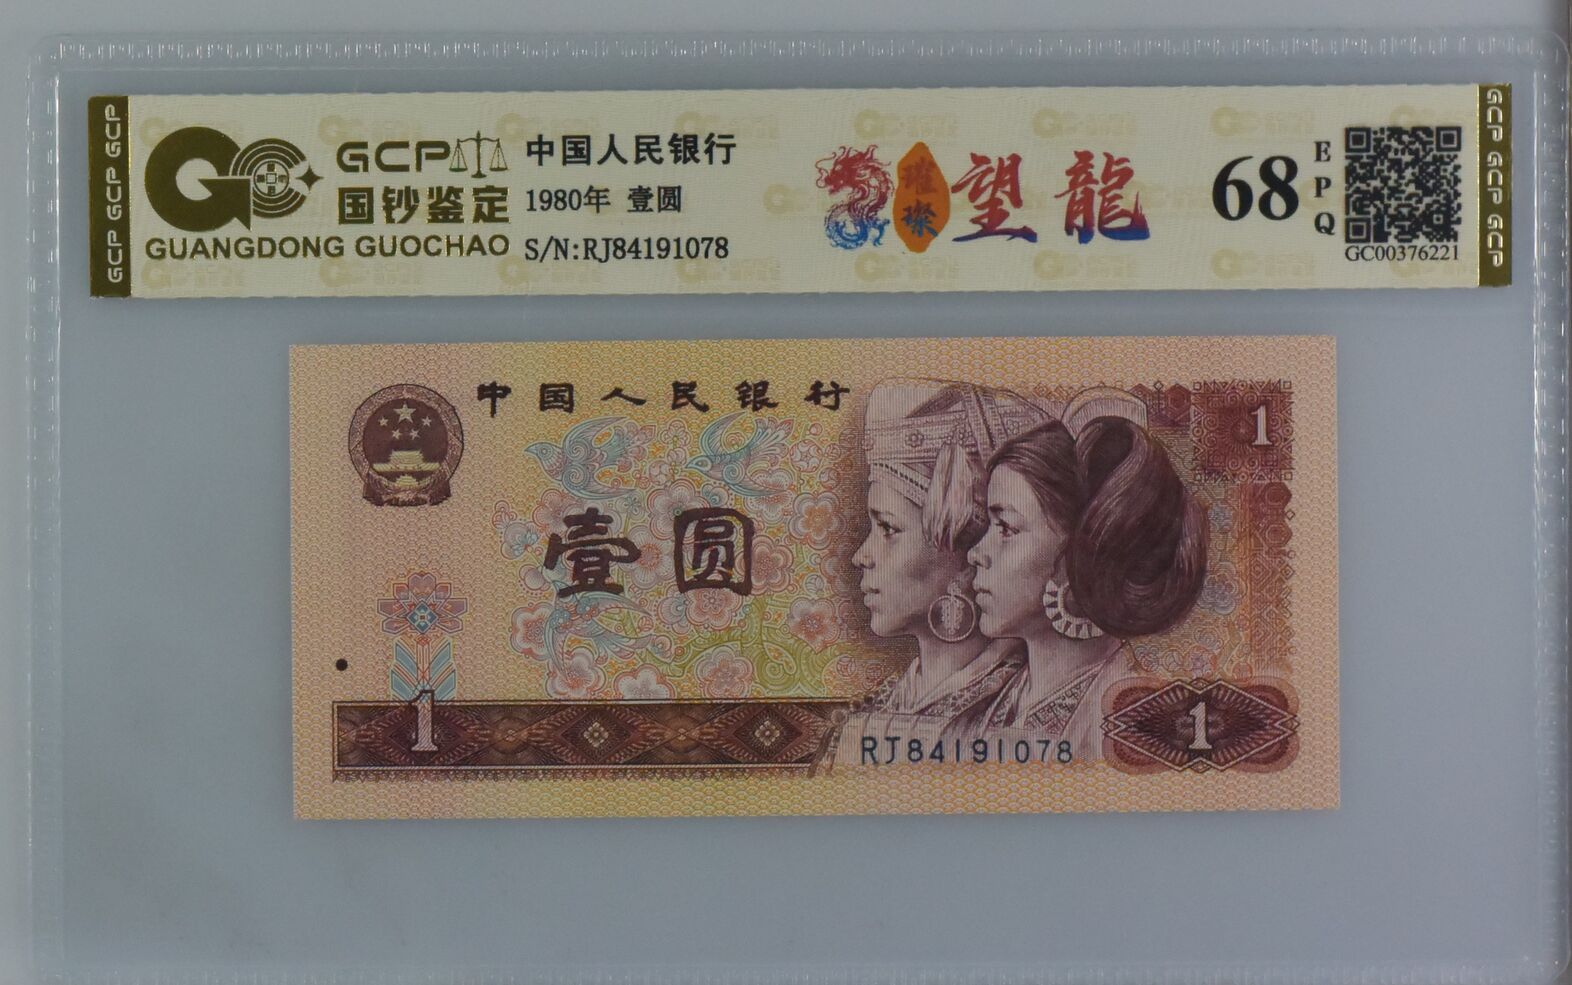 GCP GCP GCP
GCP
国钞鉴定
GUANGDONG GUOCHAO
中国人民银行
1980年 壹圆
S/N:RJ84191078
璀璨
望龍
68
EPQ
GC00376221
GCP GCP GCP
中国人民银行
1
壹圆
1
RJ84191078
1